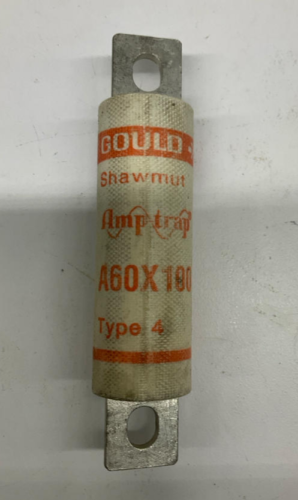 GOULD
Shawmut
Amp-trap
A60X180
Type 4